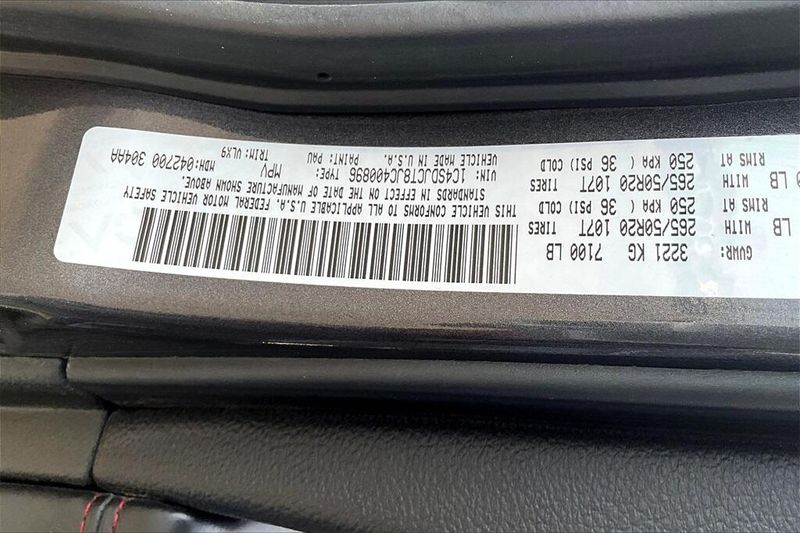 GVWR: 3221 KG 7100 LB
LB WITH 265/50R20 107T TIRES
RIMS AT 250 KPA ( 36 PSI) COLD
LB WITH 265/50R20 107T TIRES
RIMS AT 250 KPA ( 36 PSI) COLD
THIS VEHICLE CONFORMS TO ALL APPLICABLE U.S.A. FEDERAL MOTOR VEHICLE SAFETY
STANDARDS IN EFFECT ON THE DATE OF MANUFACTURE SHOWN ABOVE.
VIN: 1C4SDJCT8JC400896 TYPE: MPV MDH:042700 304AA
VEHICLE MADE IN U.S.A. PAINT: PAU TRIM: VLX9